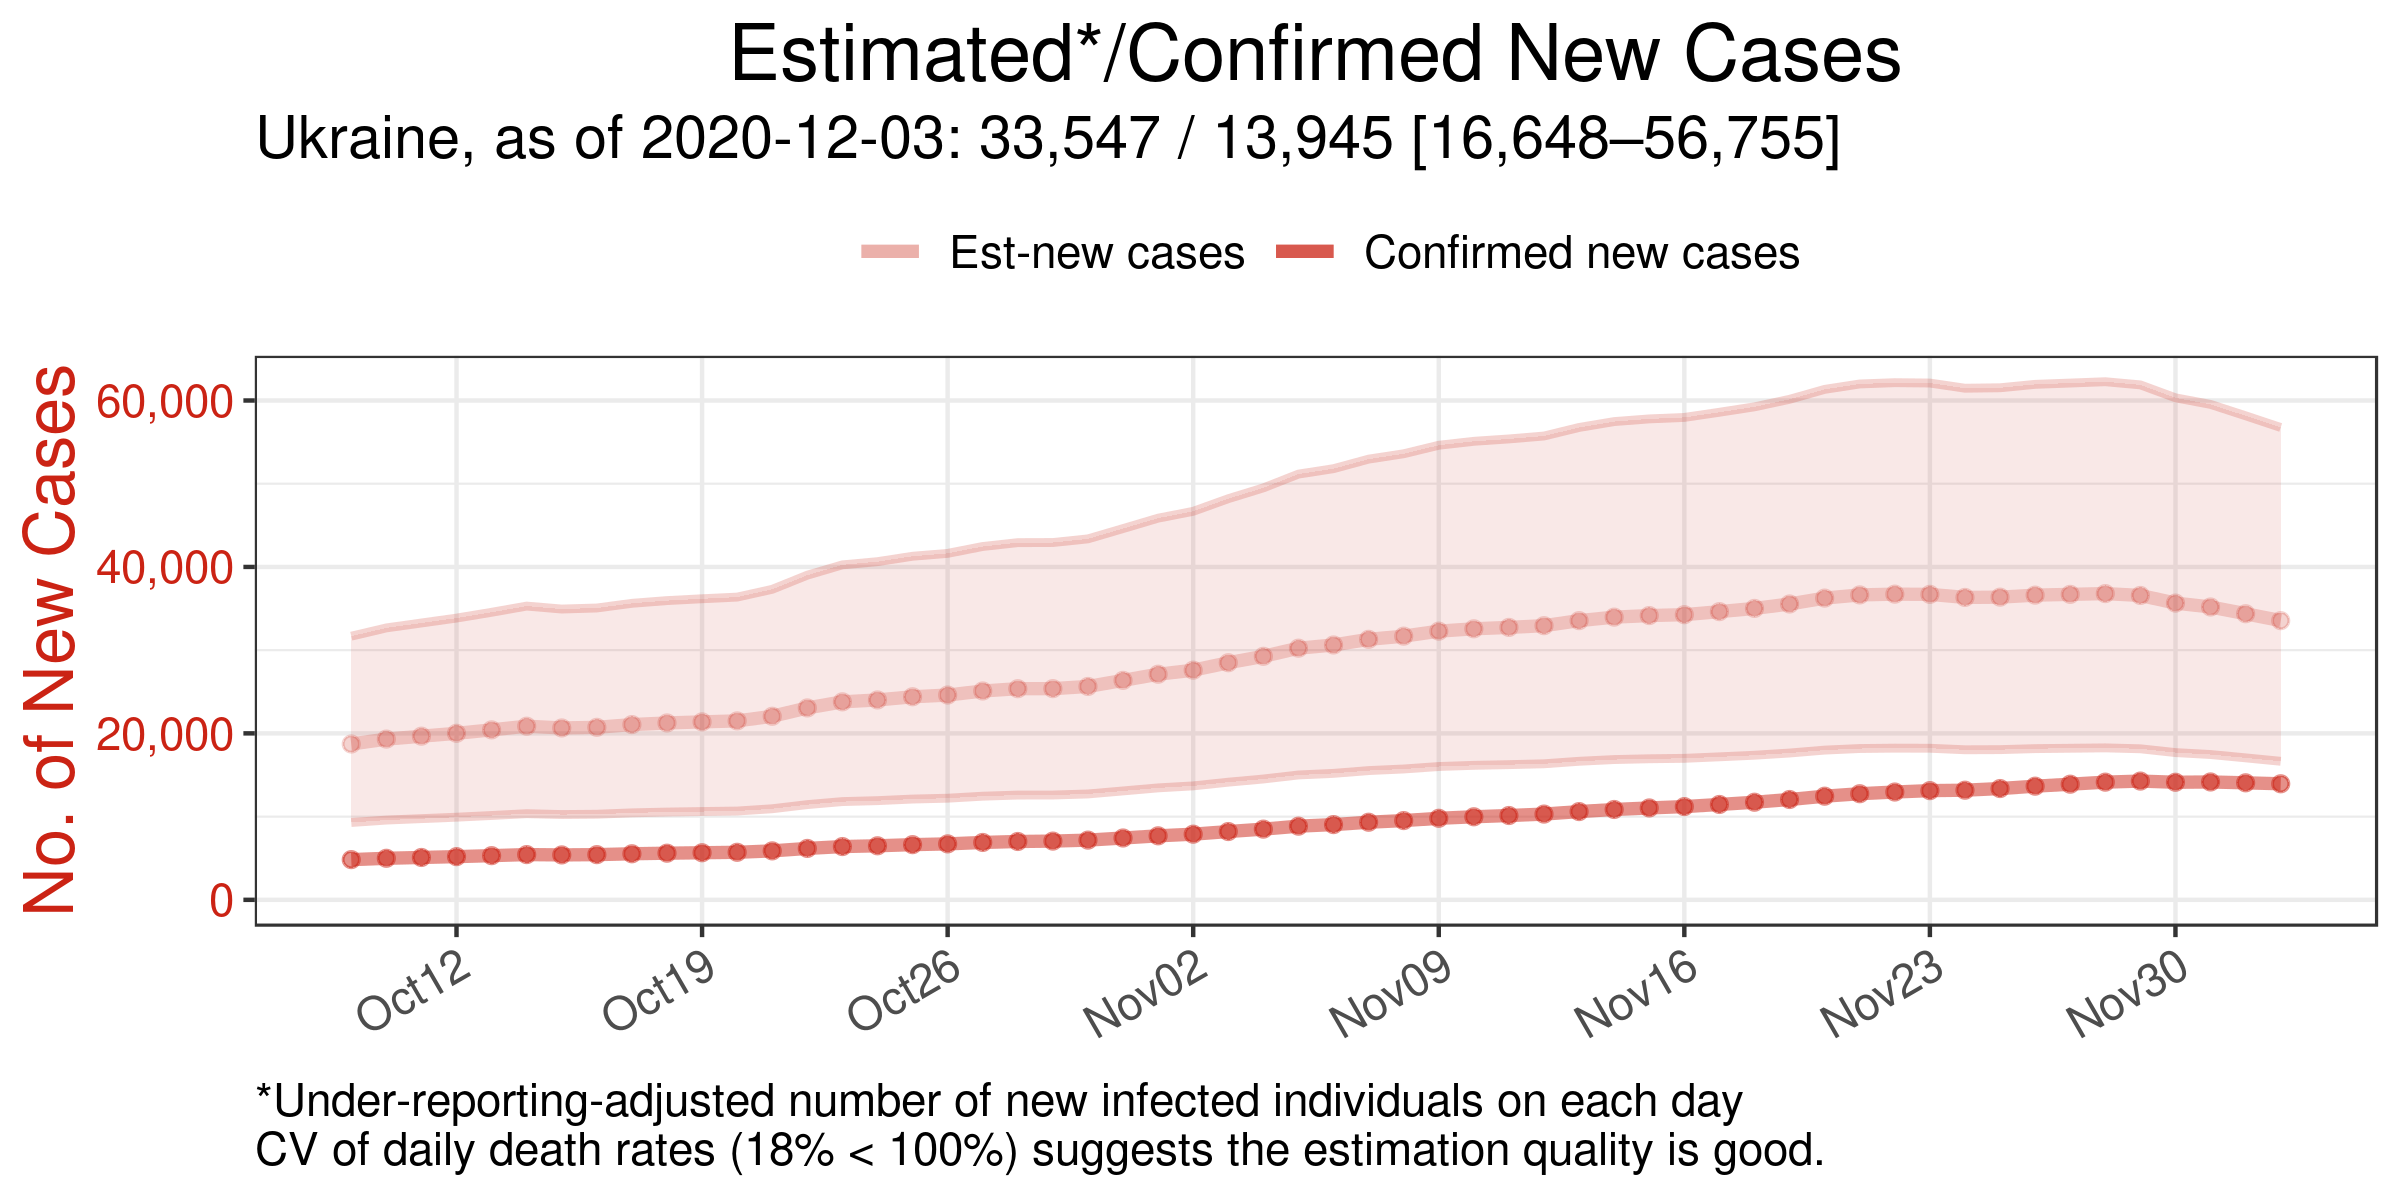 Estimated*/Confirmed New Cases
Ukraine, as of 2020-12-03: 33,547 / 13,945 [16,648–56,755]
Est-new cases Confirmed new cases
No. of New Cases
60,000
40,000
20,000
0
Oct12 Oct19 Oct26 Nov02 Nov09 Nov16 Nov23 Nov30
*Under-reporting-adjusted number of new infected individuals on each day
CV of daily death rates (18% < 100%) suggests the estimation quality is good.